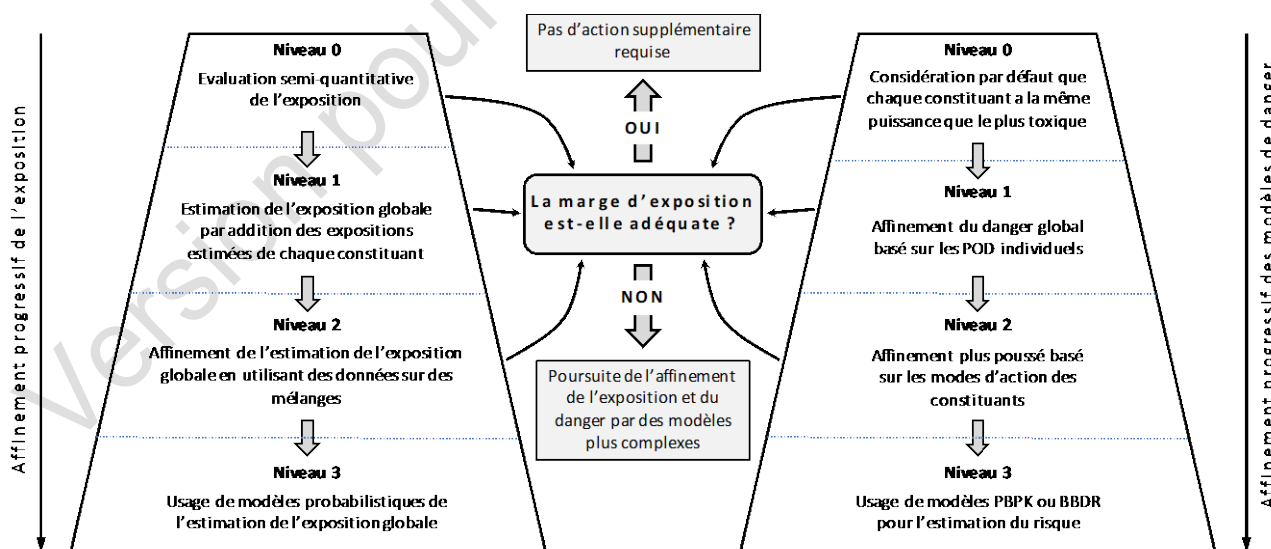 Affinement progressif de l'exposition
Niveau 0
Evaluation semi-quantitative
de l'exposition
Niveau 1
Estimation de l'exposition globale
par addition des expositions
estimées de chaque constituant
Niveau 2
Affinement de l'estimation de l'exposition
globale en utilisant des données sur des
mélanges
Niveau 3
Usage de modèles probabilistiques de
l'estimation de l'exposition globale
Pas d'action supplémentaire
requise
OUI
La marge d'exposition
est-elle adéquate ?
NON
Poursuite de l'affinement
de l'exposition et du
danger par des modèles
plus complexes
Niveau 0
Considération par défaut que
chaque constituant a la même
puissance que le plus toxique
Niveau 1
Affinement du danger global
basé sur les POD individuels
Niveau 2
Affinement plus poussé basé
sur les modes d'action des
constituants
Niveau 3
Usage de modèles PBPK ou BBDR
pour l'estimation du risque
Affinement progressif des modèles de danger
Version pour